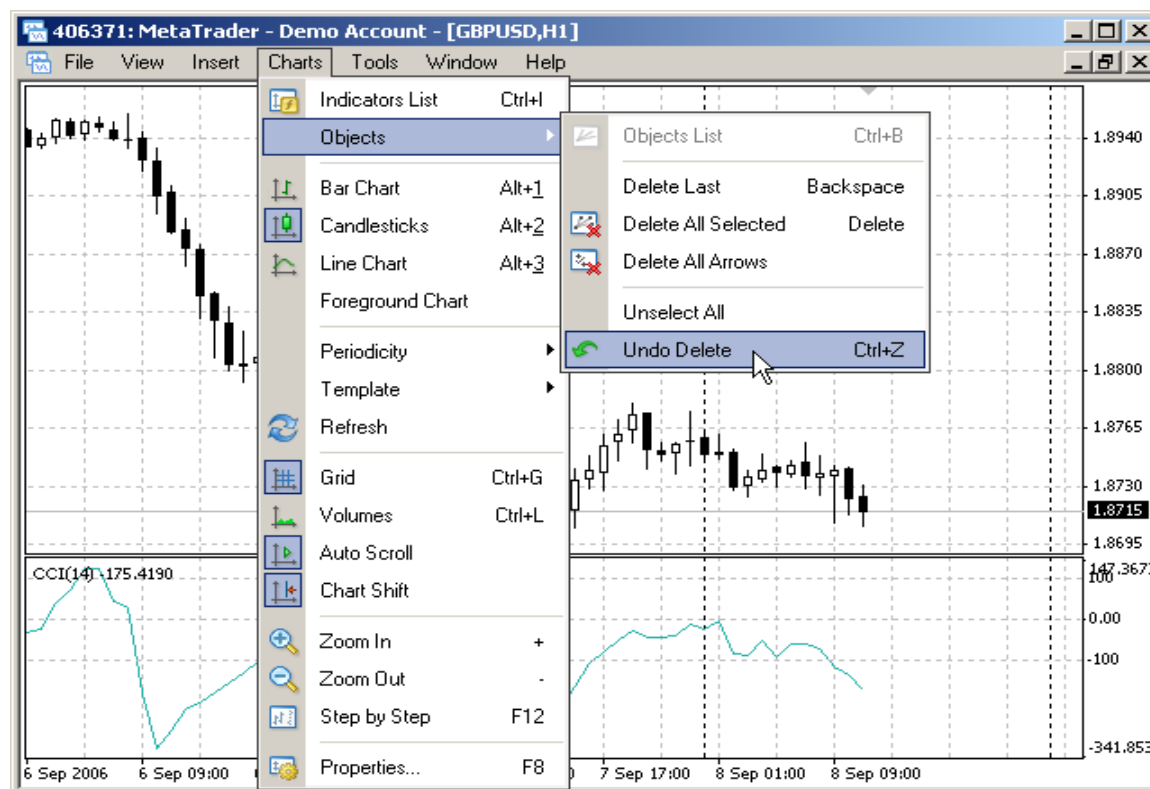 406371: MetaTrader - Demo Account - [GBPUSD,H1]
File View Insert Charts Tools Window Help
Indicators List Ctrl+I
Objects
Bar Chart Alt+1
Candlesticks Alt+2
Line Chart Alt+3
Foreground Chart
Periodicity
Template
Refresh
Grid Ctrl+G
Volumes Ctrl+L
Auto Scroll
Chart Shift
Zoom In +
Zoom Out -
Step by Step F12
Properties... F8
Objects List Ctrl+B
Delete Last Backspace
Delete All Selected Delete
Delete All Arrows
Unselect All
Undo Delete Ctrl+Z
1.8940
1.8905
1.8870
1.8835
1.8800
1.8765
1.8730
1.8715
1.8695
CCI(14) -175.4190
147.367
100
0.00
-100
-341.853
6 Sep 2006 6 Sep 09:00 7 Sep 17:00 8 Sep 01:00 8 Sep 09:00